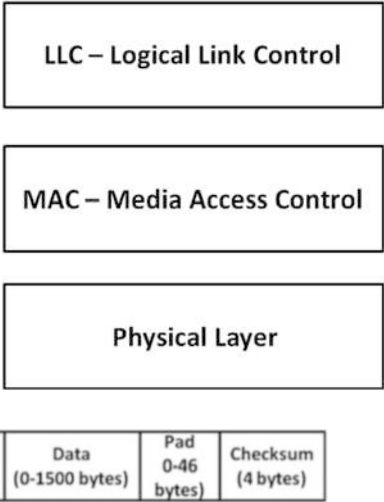 LLC – Logical Link Control
MAC – Media Access Control
Physical Layer
Data
(0-1500 bytes)
Pad
0-46
bytes)
Checksum
(4 bytes)